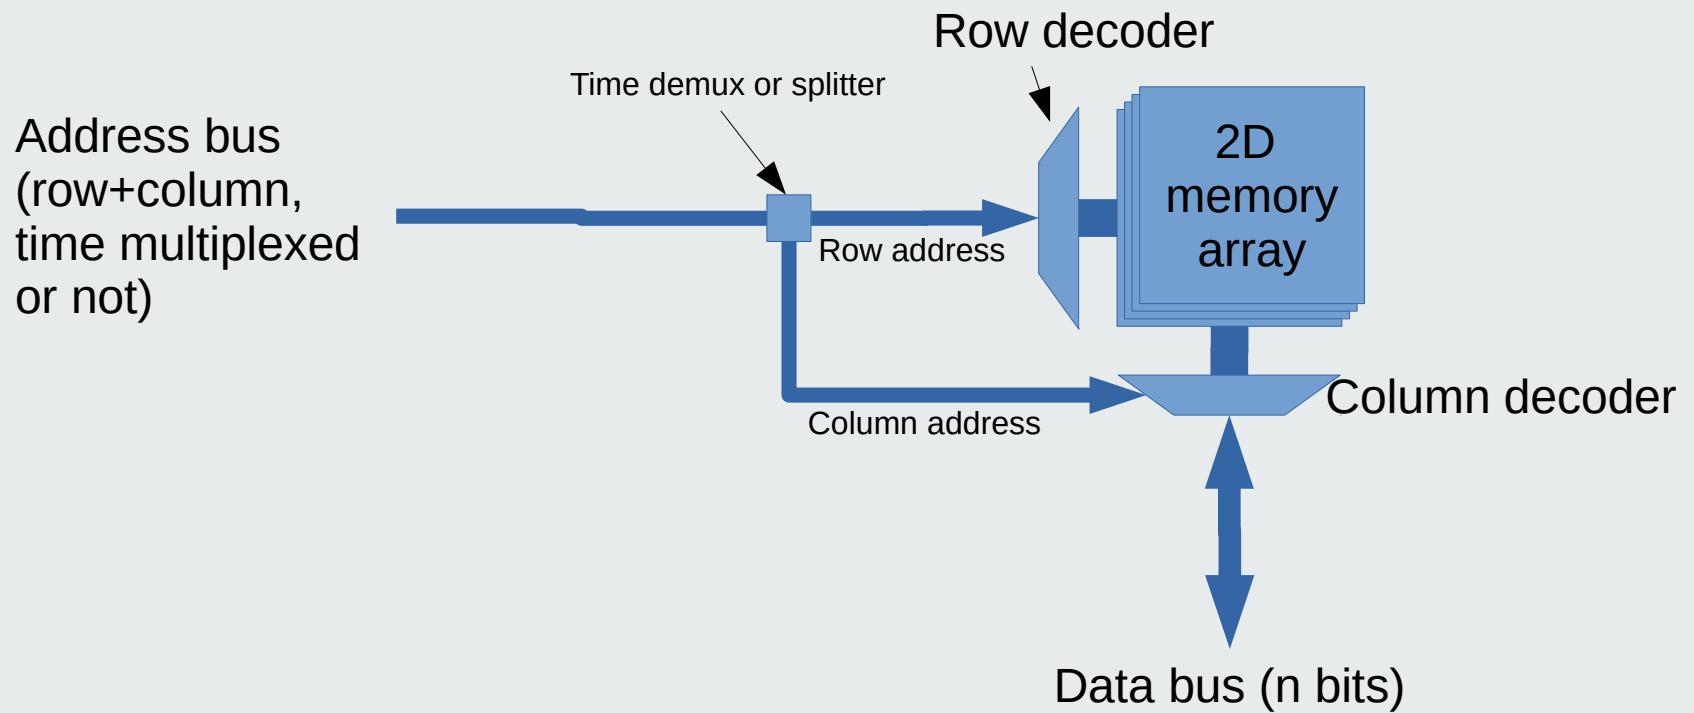 Row decoder
Time demux or splitter
Address bus
(row+column,
time multiplexed
or not)
2D
memory
array
Row address
Column decoder
Column address
Data bus (n bits)